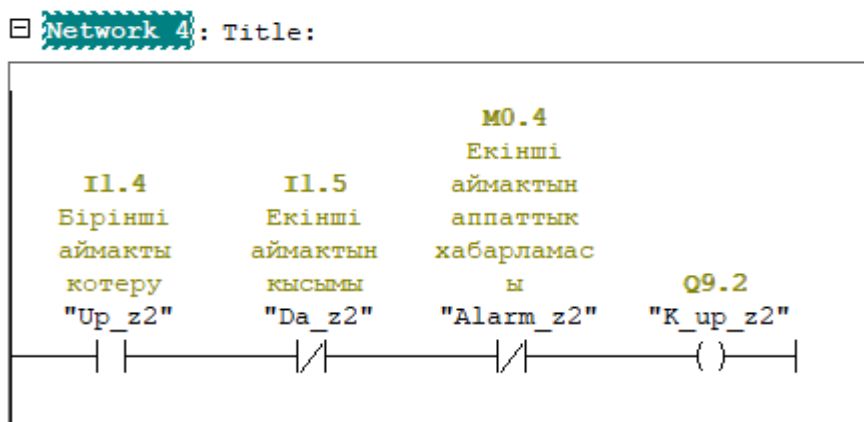 Network 4: Title:
M0.4
Екінші
аймактын
аппаттык
хабарламас
ы
I1.4
Бірінші
аймакты
котеру
"Up_z2"
I1.5
Екінші
аймактын
кысымы
"Da_z2"
"Alarm_z2"
Q9.2
"K_up_z2"